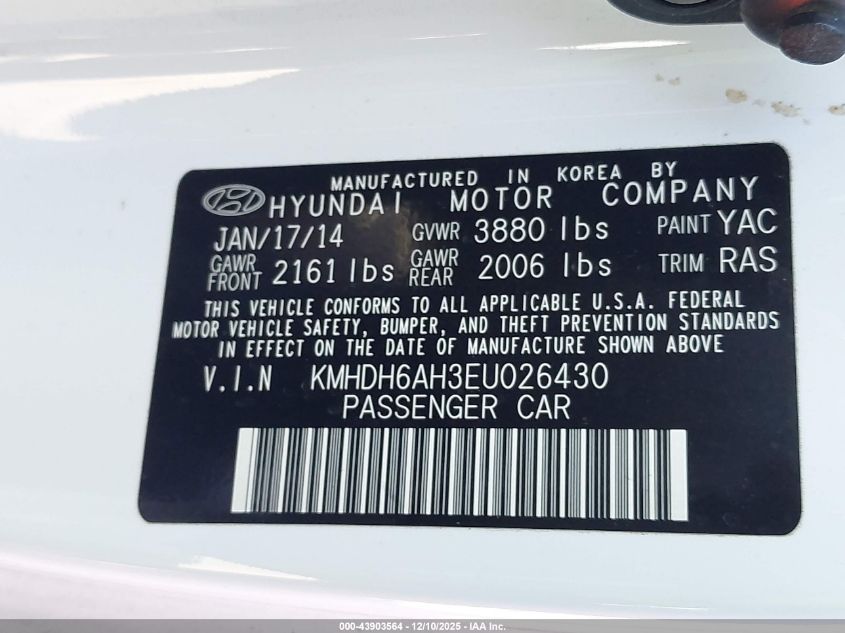 MANUFACTURED IN KOREA BY
HYUNDAI MOTOR COMPANY
JAN/17/14 GVWR 3880 lbs PAINT YAC
GAWR FRONT 2161 lbs GAWR REAR 2006 lbs TRIM RAS
THIS VEHICLE CONFORMS TO ALL APPLICABLE U.S.A. FEDERAL
MOTOR VEHICLE SAFETY, BUMPER, AND THEFT PREVENTION STANDARDS
IN EFFECT ON THE DATE OF MANUFACTURE SHOWN ABOVE
V.I.N KMHDH6AH3EU026430
PASSENGER CAR
000-43903564 - 12/10/2025 - IAA Inc.